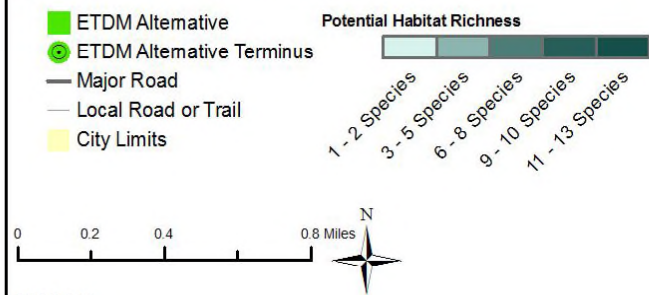 ETDM Alternative
ETDM Alternative Terminus
Major Road
Local Road or Trail
City Limits
Potential Habitat Richness
1 - 2 Species
3 - 5 Species
6 - 8 Species
9 - 10 Species
11 - 13 Species
0 0.2 0.4 0.8 Miles
N